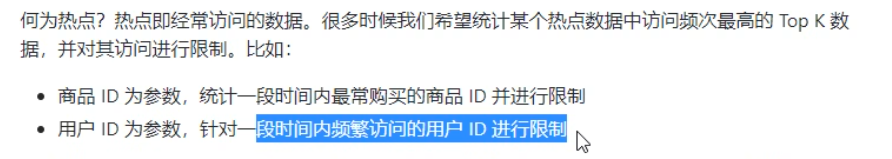 何为热点？热点即经常访问的数据。很多时候我们希望统计某个热点数据中访问频次最高的 Top K 数
据，并对其访问进行限制。比如：
• 商品 ID 为参数，统计一段时间内最常购买的商品 ID 并进行限制
• 用户 ID 为参数，针对一段时间内频繁访问的用户 ID 进行限制